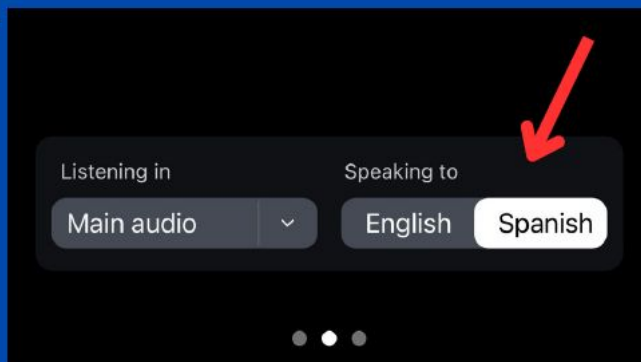 Listening in
Speaking to
Main audio
English
Spanish